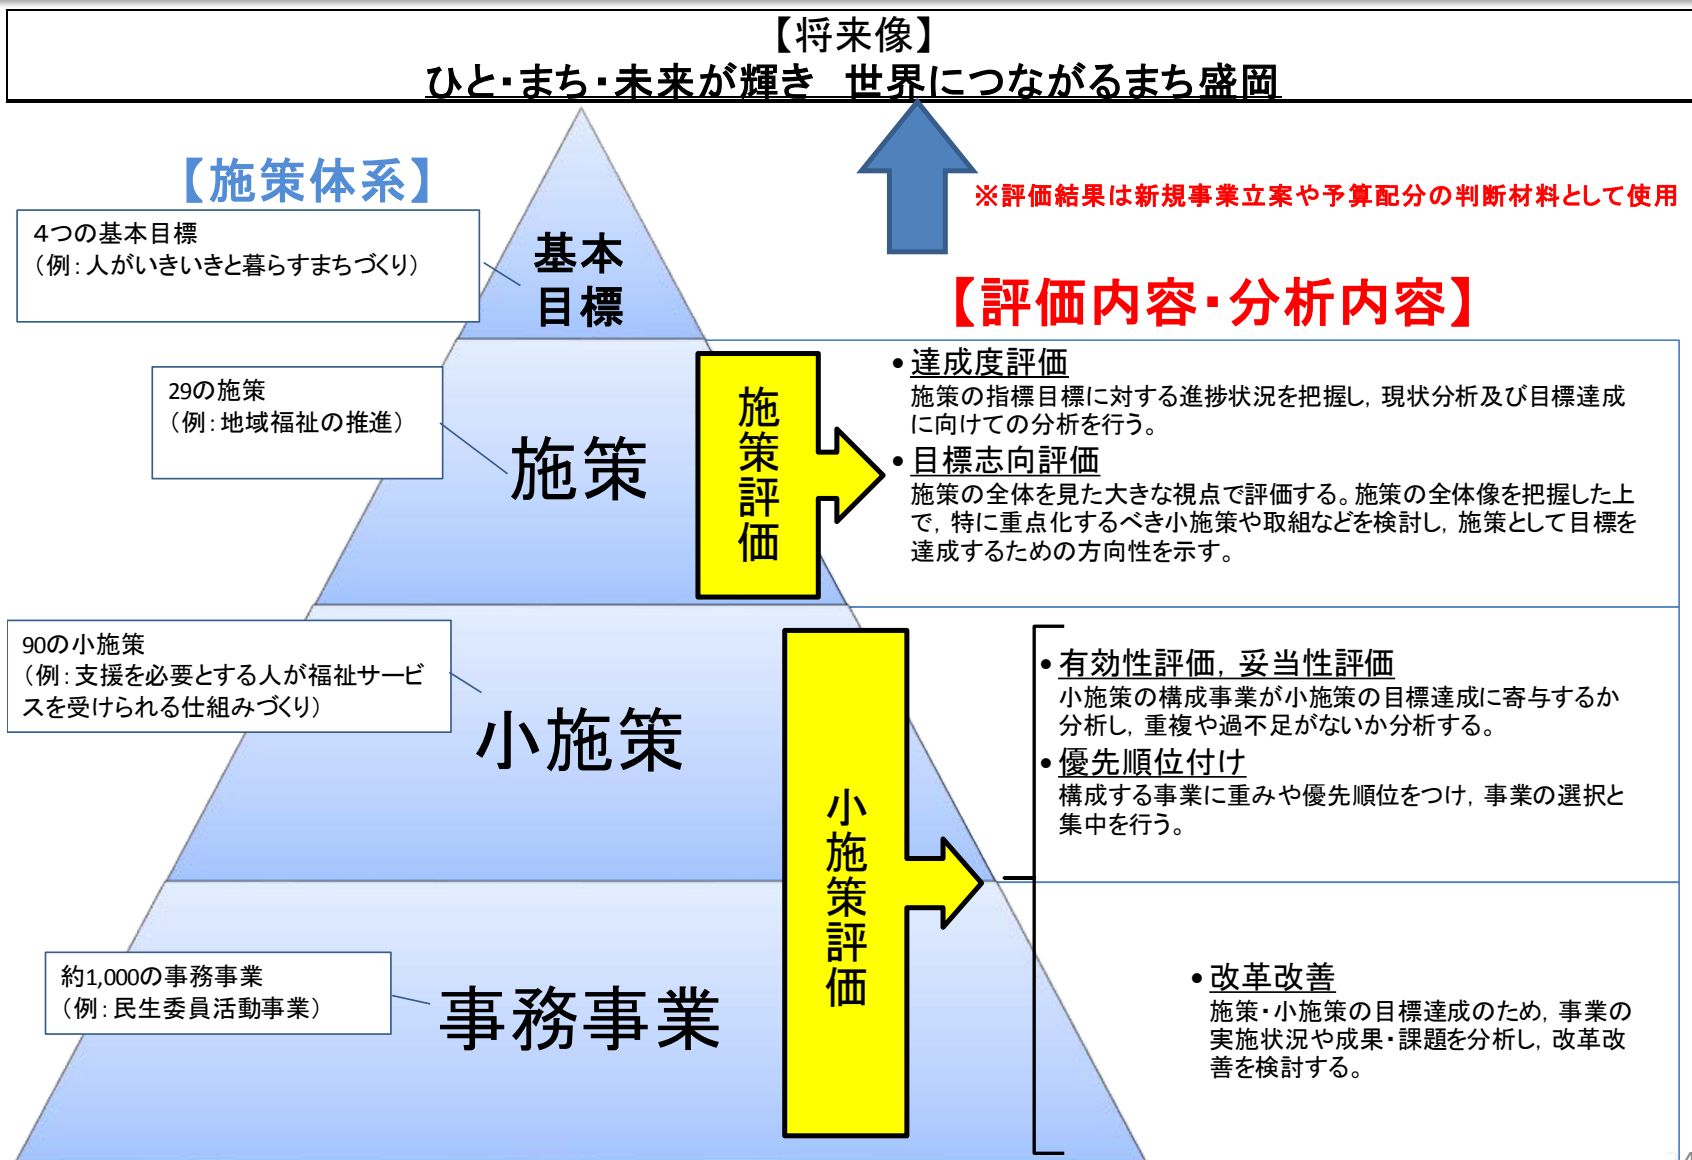 【将来像】
ひと・まち・未来が輝き 世界につながるまち盛岡
【施策体系】
※評価結果は新規事業立案や予算配分の判断材料として使用
4つの基本目標
（例：人がいきいきと暮らすまちづくり）
基本
目標
【評価内容・分析内容】
29の施策
（例：地域福祉の推進）
施策
施策評価
• 達成度評価
施策の指標目標に対する進捗状況を把握し，現状分析及び目標達成
に向けての分析を行う。
• 目標志向評価
施策の全体を見た大きな視点で評価する。施策の全体像を把握した上
で，特に重点化するべき小施策や取組などを検討し，施策として目標を
達成するための方向性を示す。
90の小施策
（例：支援を必要とする人が福祉サービ
スを受けられる仕組みづくり）
小施策
小施策評価
• 有効性評価，妥当性評価
小施策の構成事業が小施策の目標達成に寄与するか
分析し，重複や過不足がないか分析する。
• 優先順位付け
構成する事業に重みや優先順位をつけ，事業の選択と
集中を行う。
約1,000の事務事業
（例：民生委員活動事業）
事務事業
• 改革改善
施策・小施策の目標達成のため，事業の
実施状況や成果・課題を分析し，改革改
善を検討する。